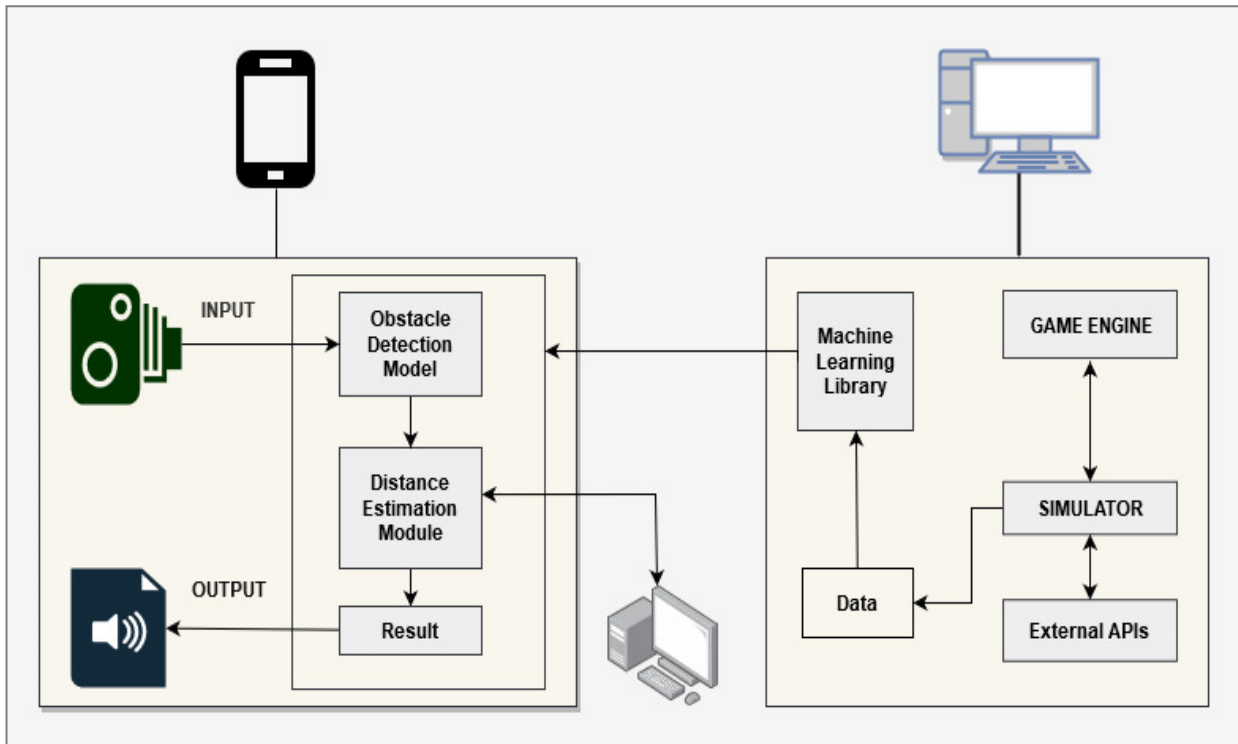 INPUT
Obstacle
Detection
Model
Distance
Estimation
Module
OUTPUT
Result
Machine
Learning
Library
GAME ENGINE
SIMULATOR
Data
External APIs